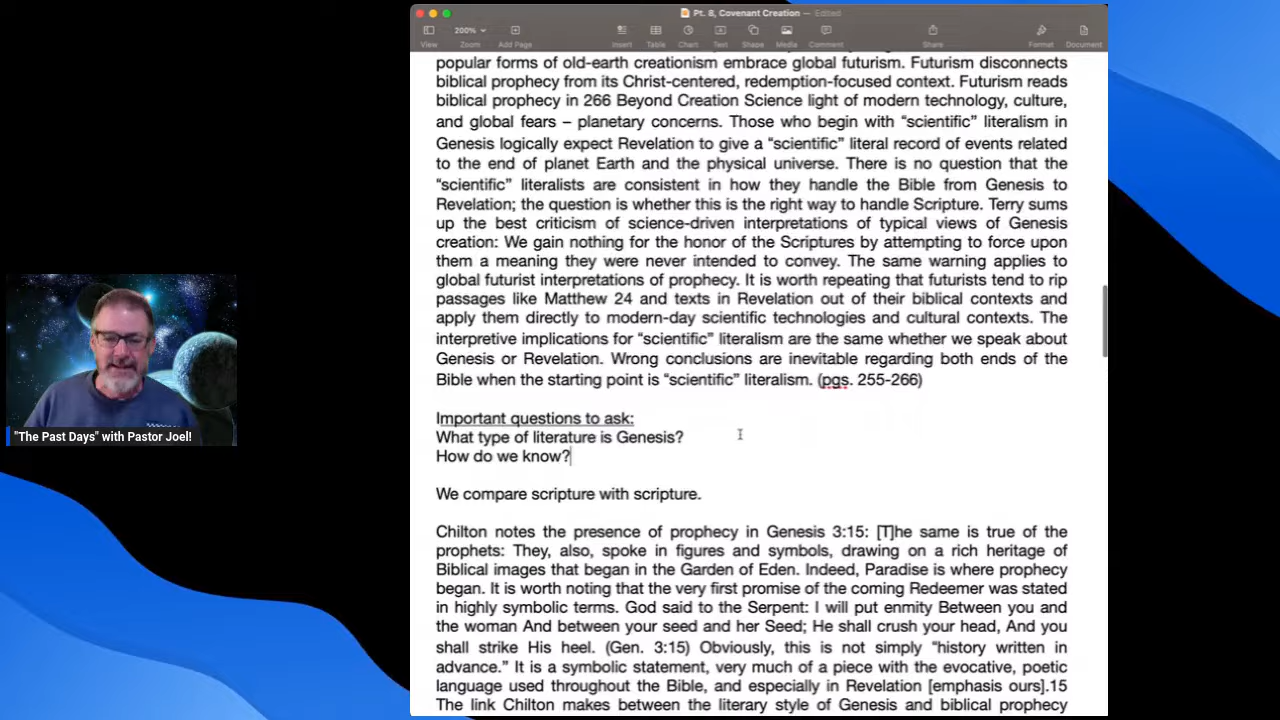 Pt. 8, Covenant Creation — Edited
200%
View
Zoom
Add Page
Insert
Table
Chart
Text
Shape
Media
Comment
Share
Format
Document
popular forms of old-earth creationism embrace global futurism. Futurism disconnects
biblical prophecy from its Christ-centered, redemption-focused context. Futurism reads
biblical prophecy in 266 Beyond Creation Science light of modern technology, culture,
and global fears – planetary concerns. Those who begin with “scientific” literalism in
Genesis logically expect Revelation to give a “scientific” literal record of events related
to the end of planet Earth and the physical universe. There is no question that the
“scientific” literalists are consistent in how they handle the Bible from Genesis to
Revelation; the question is whether this is the right way to handle Scripture. Terry sums
up the best criticism of science-driven interpretations of typical views of Genesis
creation: We gain nothing for the honor of the Scriptures by attempting to force upon
them a meaning they were never intended to convey. The same warning applies to
global futurist interpretations of prophecy. It is worth repeating that futurists tend to rip
passages like Matthew 24 and texts in Revelation out of their biblical contexts and
apply them directly to modern-day scientific technologies and cultural contexts. The
interpretive implications for “scientific” literalism are the same whether we speak about
Genesis or Revelation. Wrong conclusions are inevitable regarding both ends of the
Bible when the starting point is “scientific” literalism. (pgs. 255-266)
Important questions to ask:
What type of literature is Genesis?
How do we know?
We compare scripture with scripture.
Chilton notes the presence of prophecy in Genesis 3:15: [T]he same is true of the
prophets: They, also, spoke in figures and symbols, drawing on a rich heritage of
Biblical images that began in the Garden of Eden. Indeed, Paradise is where prophecy
began. It is worth noting that the very first promise of the coming Redeemer was stated
in highly symbolic terms. God said to the Serpent: I will put enmity Between you and
the woman And between your seed and her Seed; He shall crush your head, And you
shall strike His heel. (Gen. 3:15) Obviously, this is not simply “history written in
advance.” It is a symbolic statement, very much of a piece with the evocative, poetic
language used throughout the Bible, and especially in Revelation [emphasis ours].15
The link Chilton makes between the literary style of Genesis and biblical prophecy
"The Past Days" with Pastor Joel!